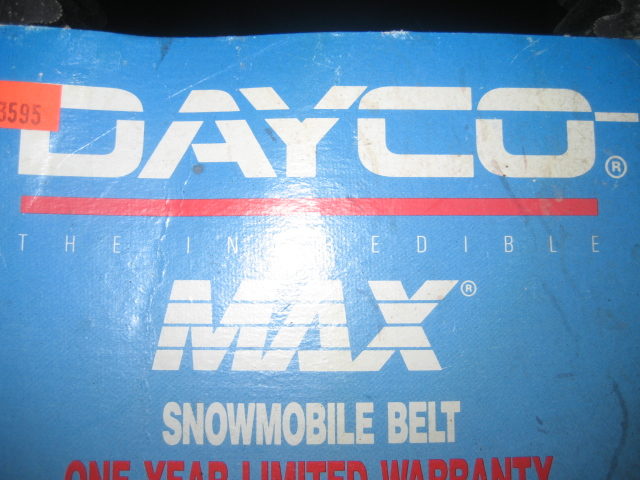 3595
DAYCO®
THE INCREDIBLE
MAX®
SNOWMOBILE BELT
ONE YEAR LIMITED WARRANTY